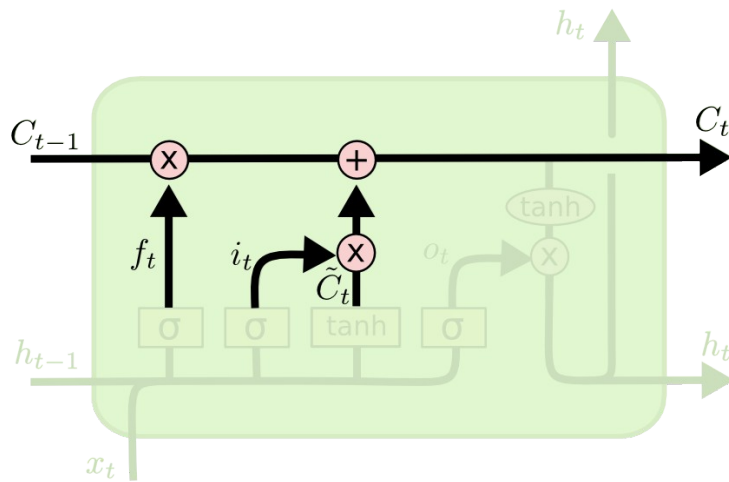 h_t
C_{t-1} × + C_t
tanh
f_t i_t × o_t ×
C̃_t
σ σ tanh σ
h_{t-1} h_t
x_t